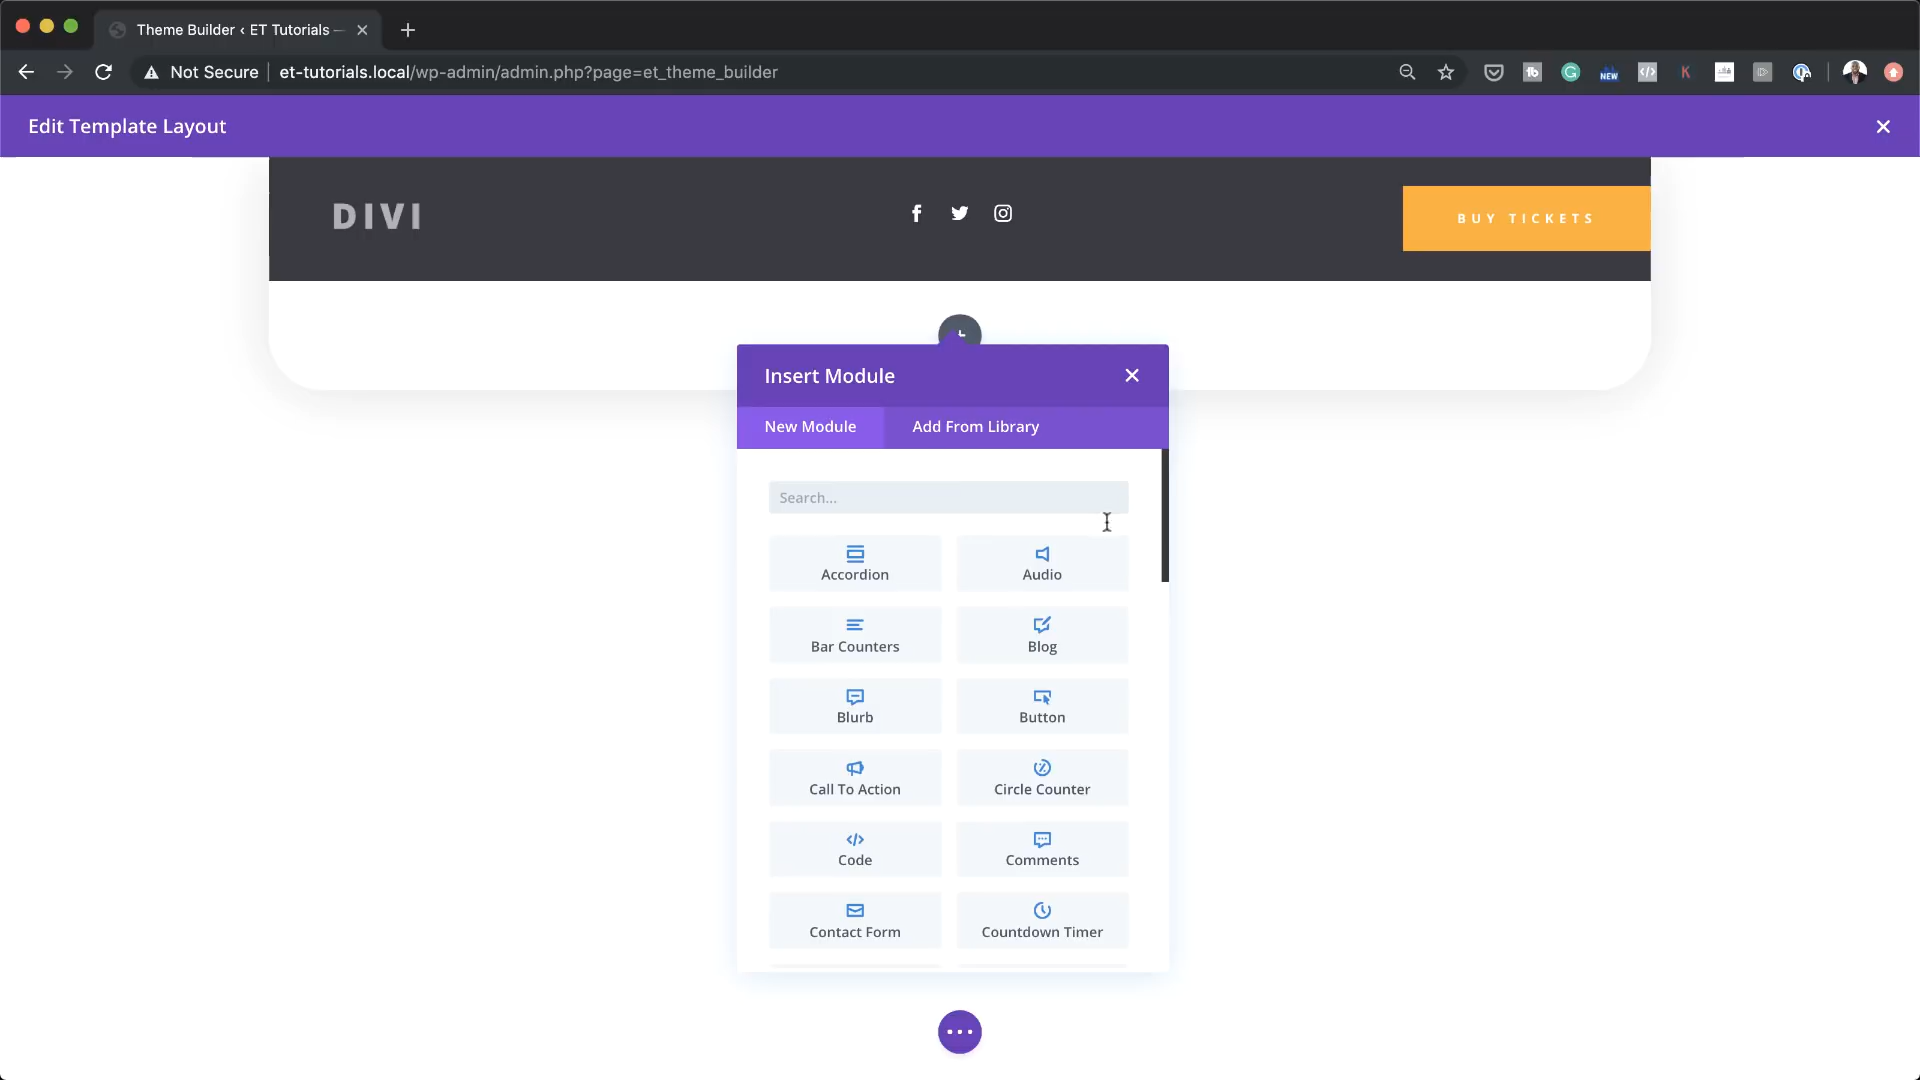 Theme Builder ‹ ET Tutorials —
Not Secure
et-tutorials.local/wp-admin/admin.php?page=et_theme_builder
NEW
K
Edit Template Layout
DIVI
BUY TICKETS
Insert Module
New Module
Add From Library
Search...
Accordion
Audio
Bar Counters
Blog
Blurb
Button
Call To Action
Circle Counter
Code
Comments
Contact Form
Countdown Timer